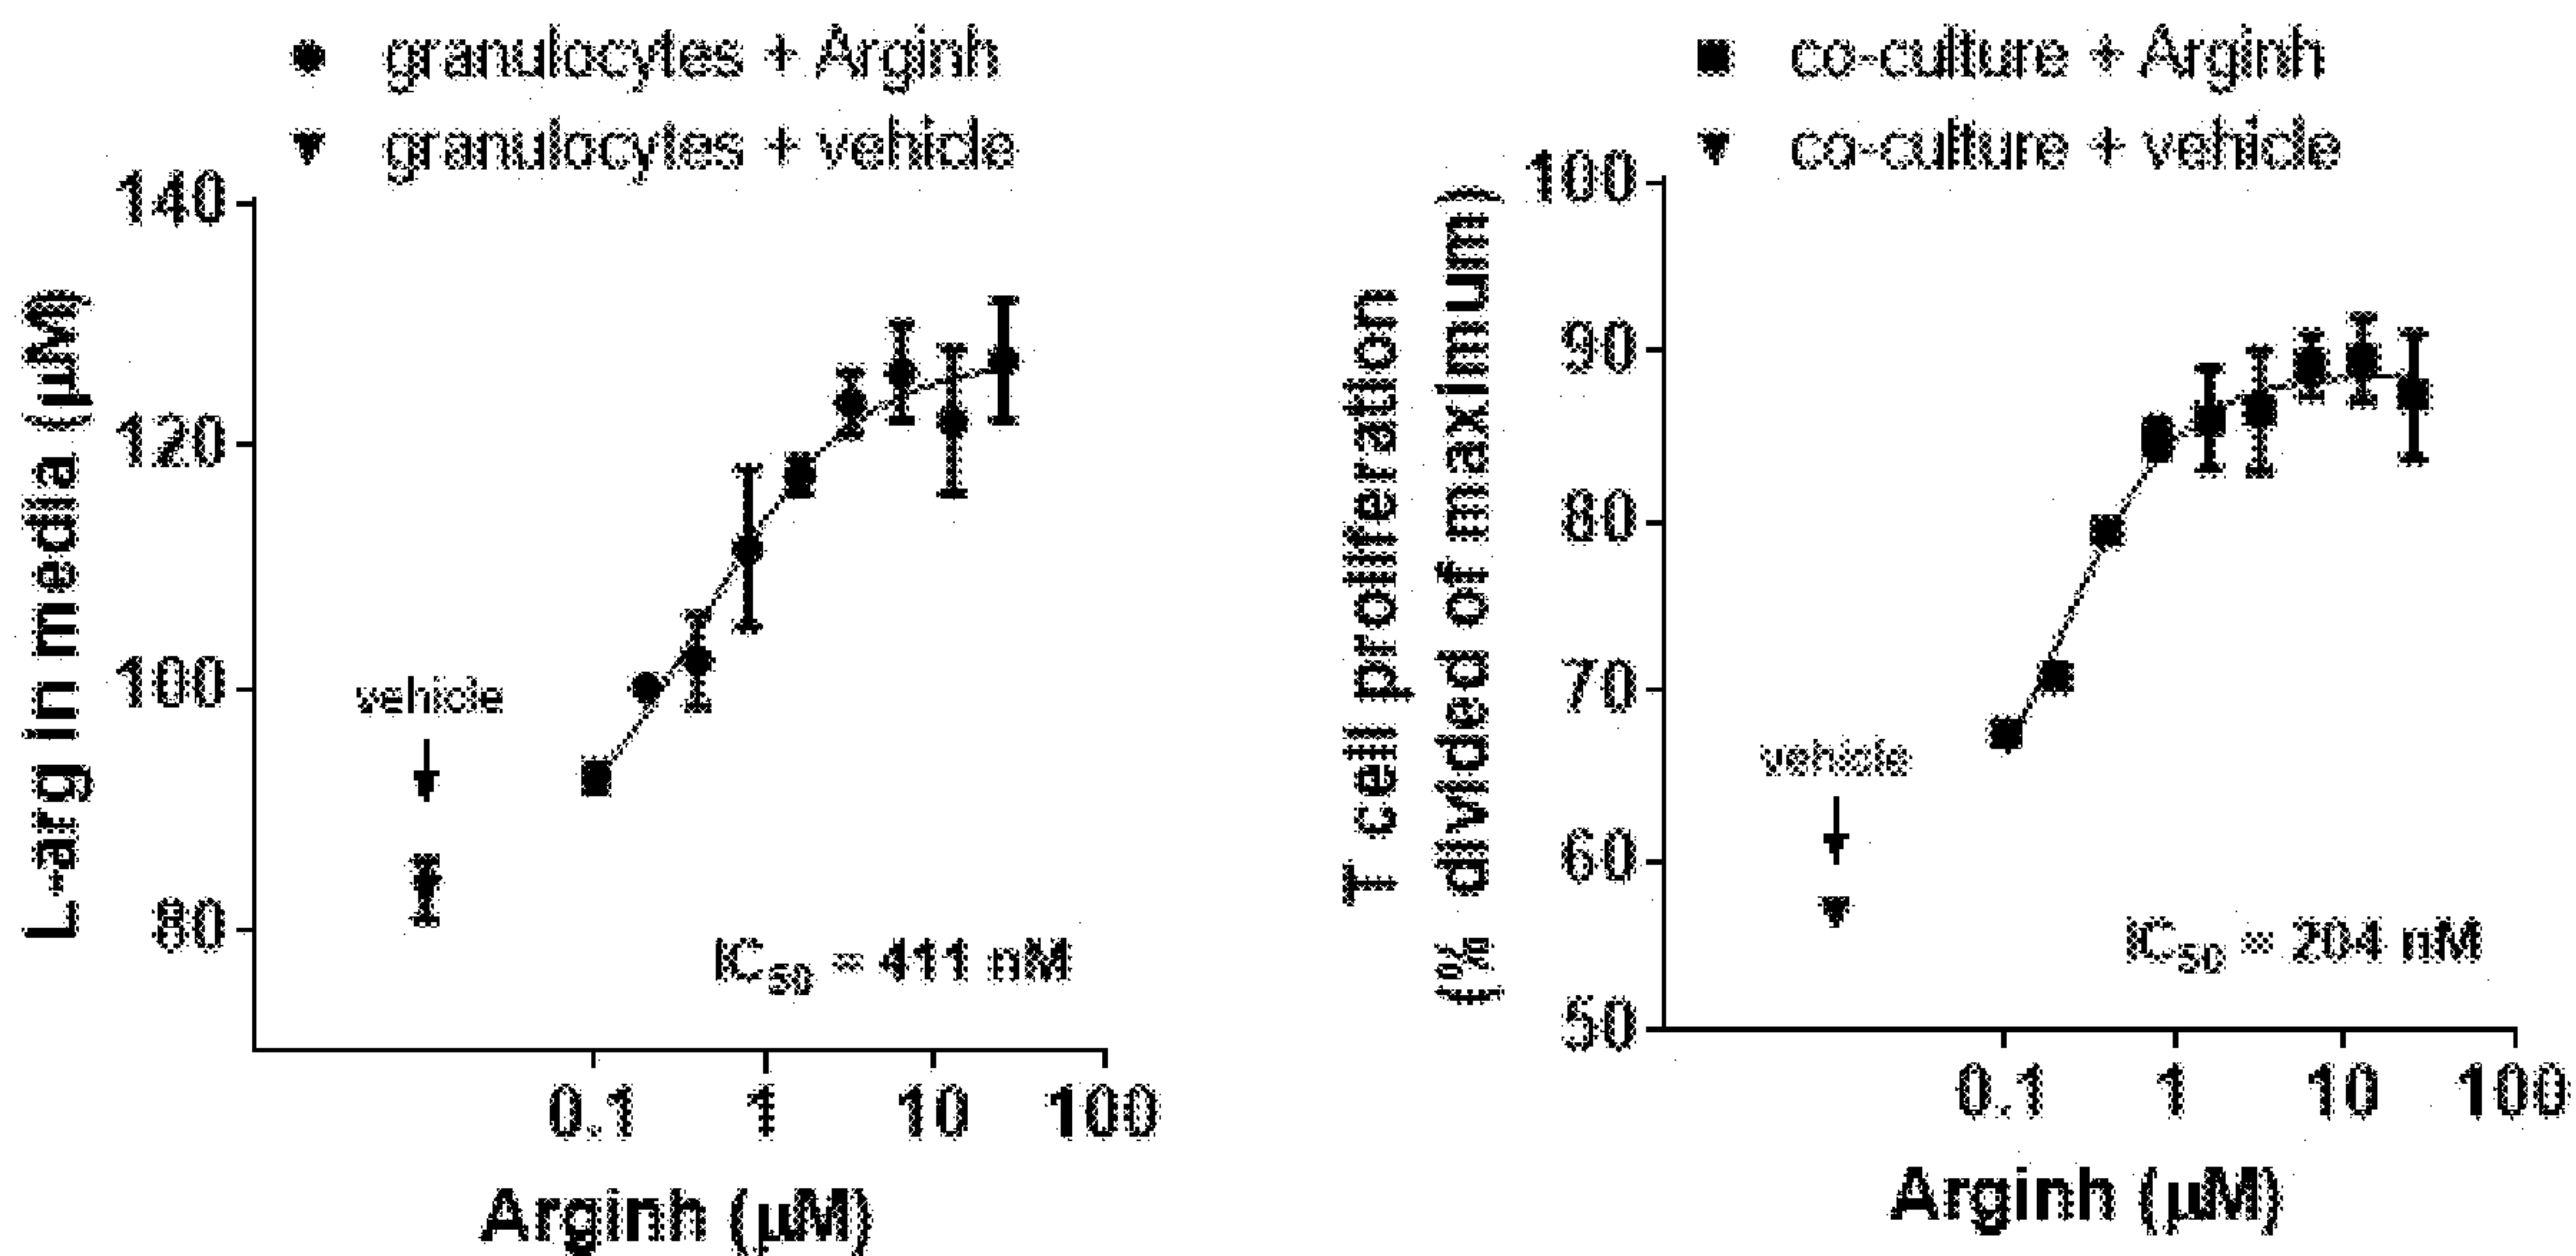 granulocytes + Arginh
granulocytes + vehicle
140
120
100
80
L-arg in media (µM)
vehicle
IC50 = 411 nM
0.1 1 10 100
Arginh (µM)
co-culture + Arginh
co-culture + vehicle
100
90
80
70
60
50
T cell proliferation
(% divided of maximum)
vehicle
IC50 = 204 nM
0.1 1 10 100
Arginh (µM)